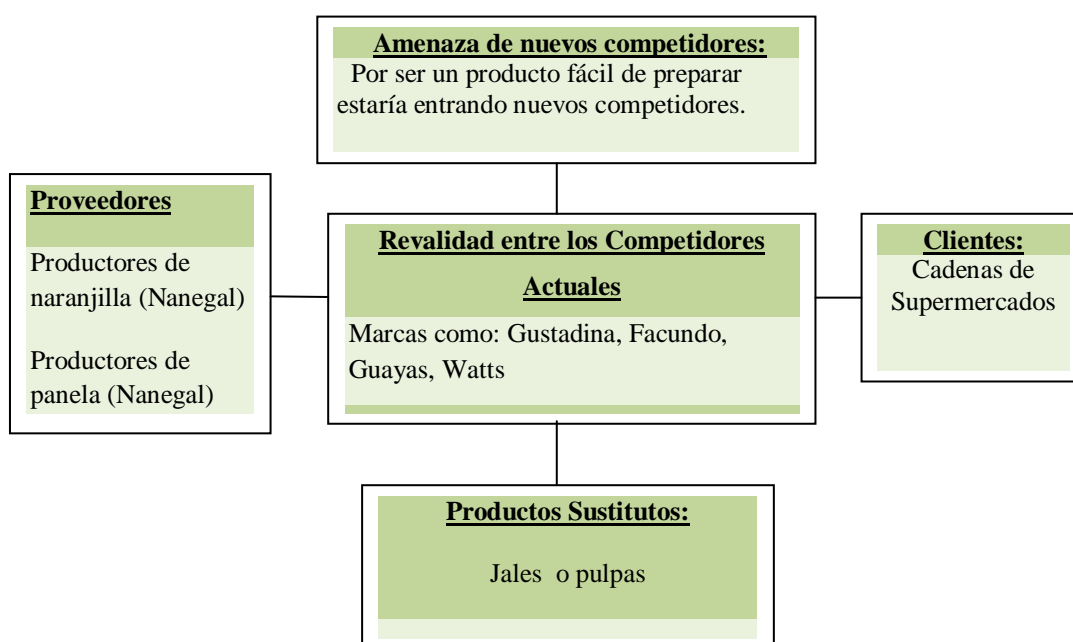 Amenaza de nuevos competidores:
Por ser un producto fácil de preparar
estaría entrando nuevos competidores.
Proveedores
Productores de
naranjilla (Nanegal)
Productores de
panela (Nanegal)
Revalidad entre los Competidores
Actuales
Marcas como: Gustadina, Facundo,
Guayas, Watts
Clientes:
Cadenas de
Supermercados
Productos Sustitutos:
Jales o pulpas